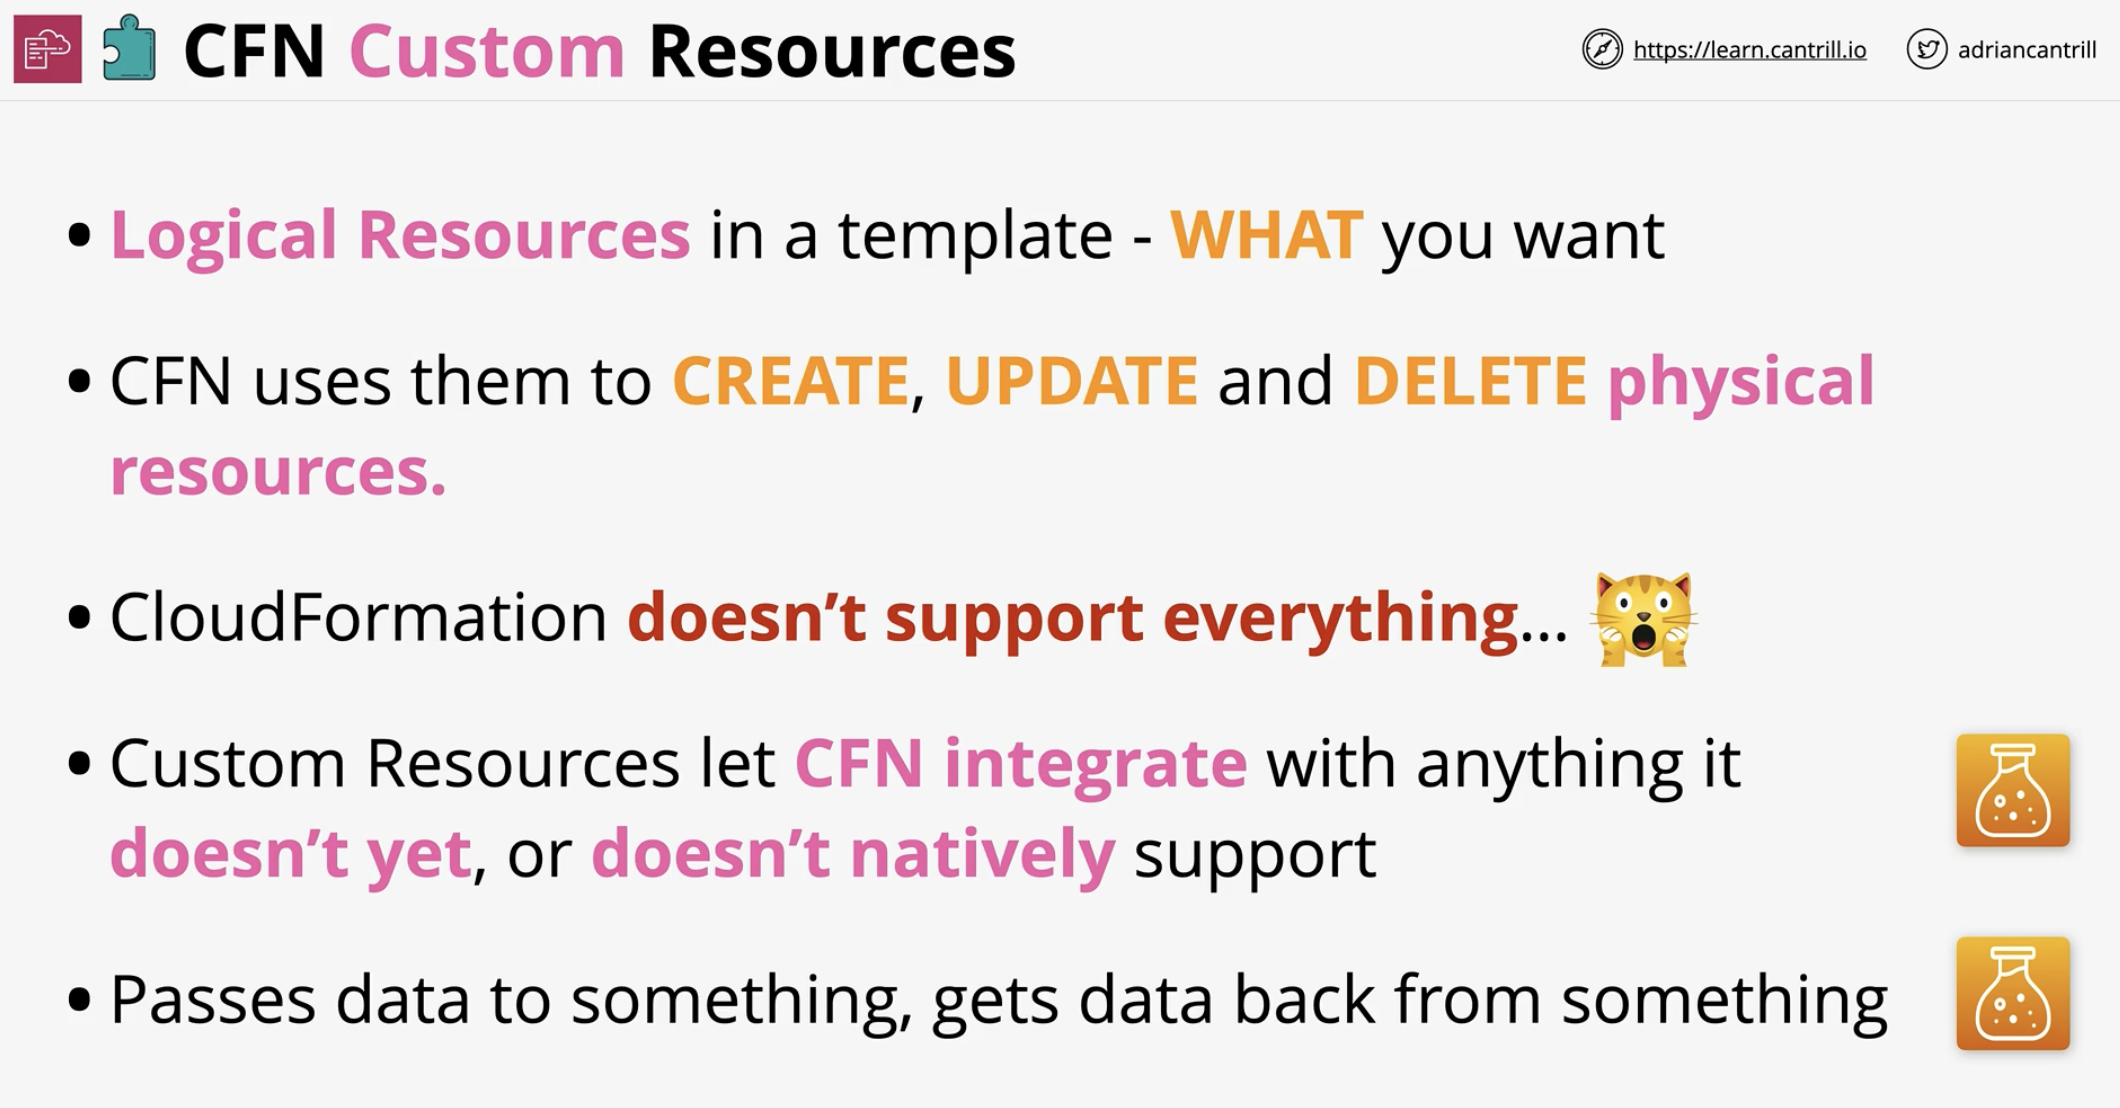 CFN Custom Resources
https://learn.cantrill.io
adriancantrill
• Logical Resources in a template - WHAT you want
• CFN uses them to CREATE, UPDATE and DELETE physical
resources.
• CloudFormation doesn’t support everything...
• Custom Resources let CFN integrate with anything it
doesn’t yet, or doesn’t natively support
• Passes data to something, gets data back from something